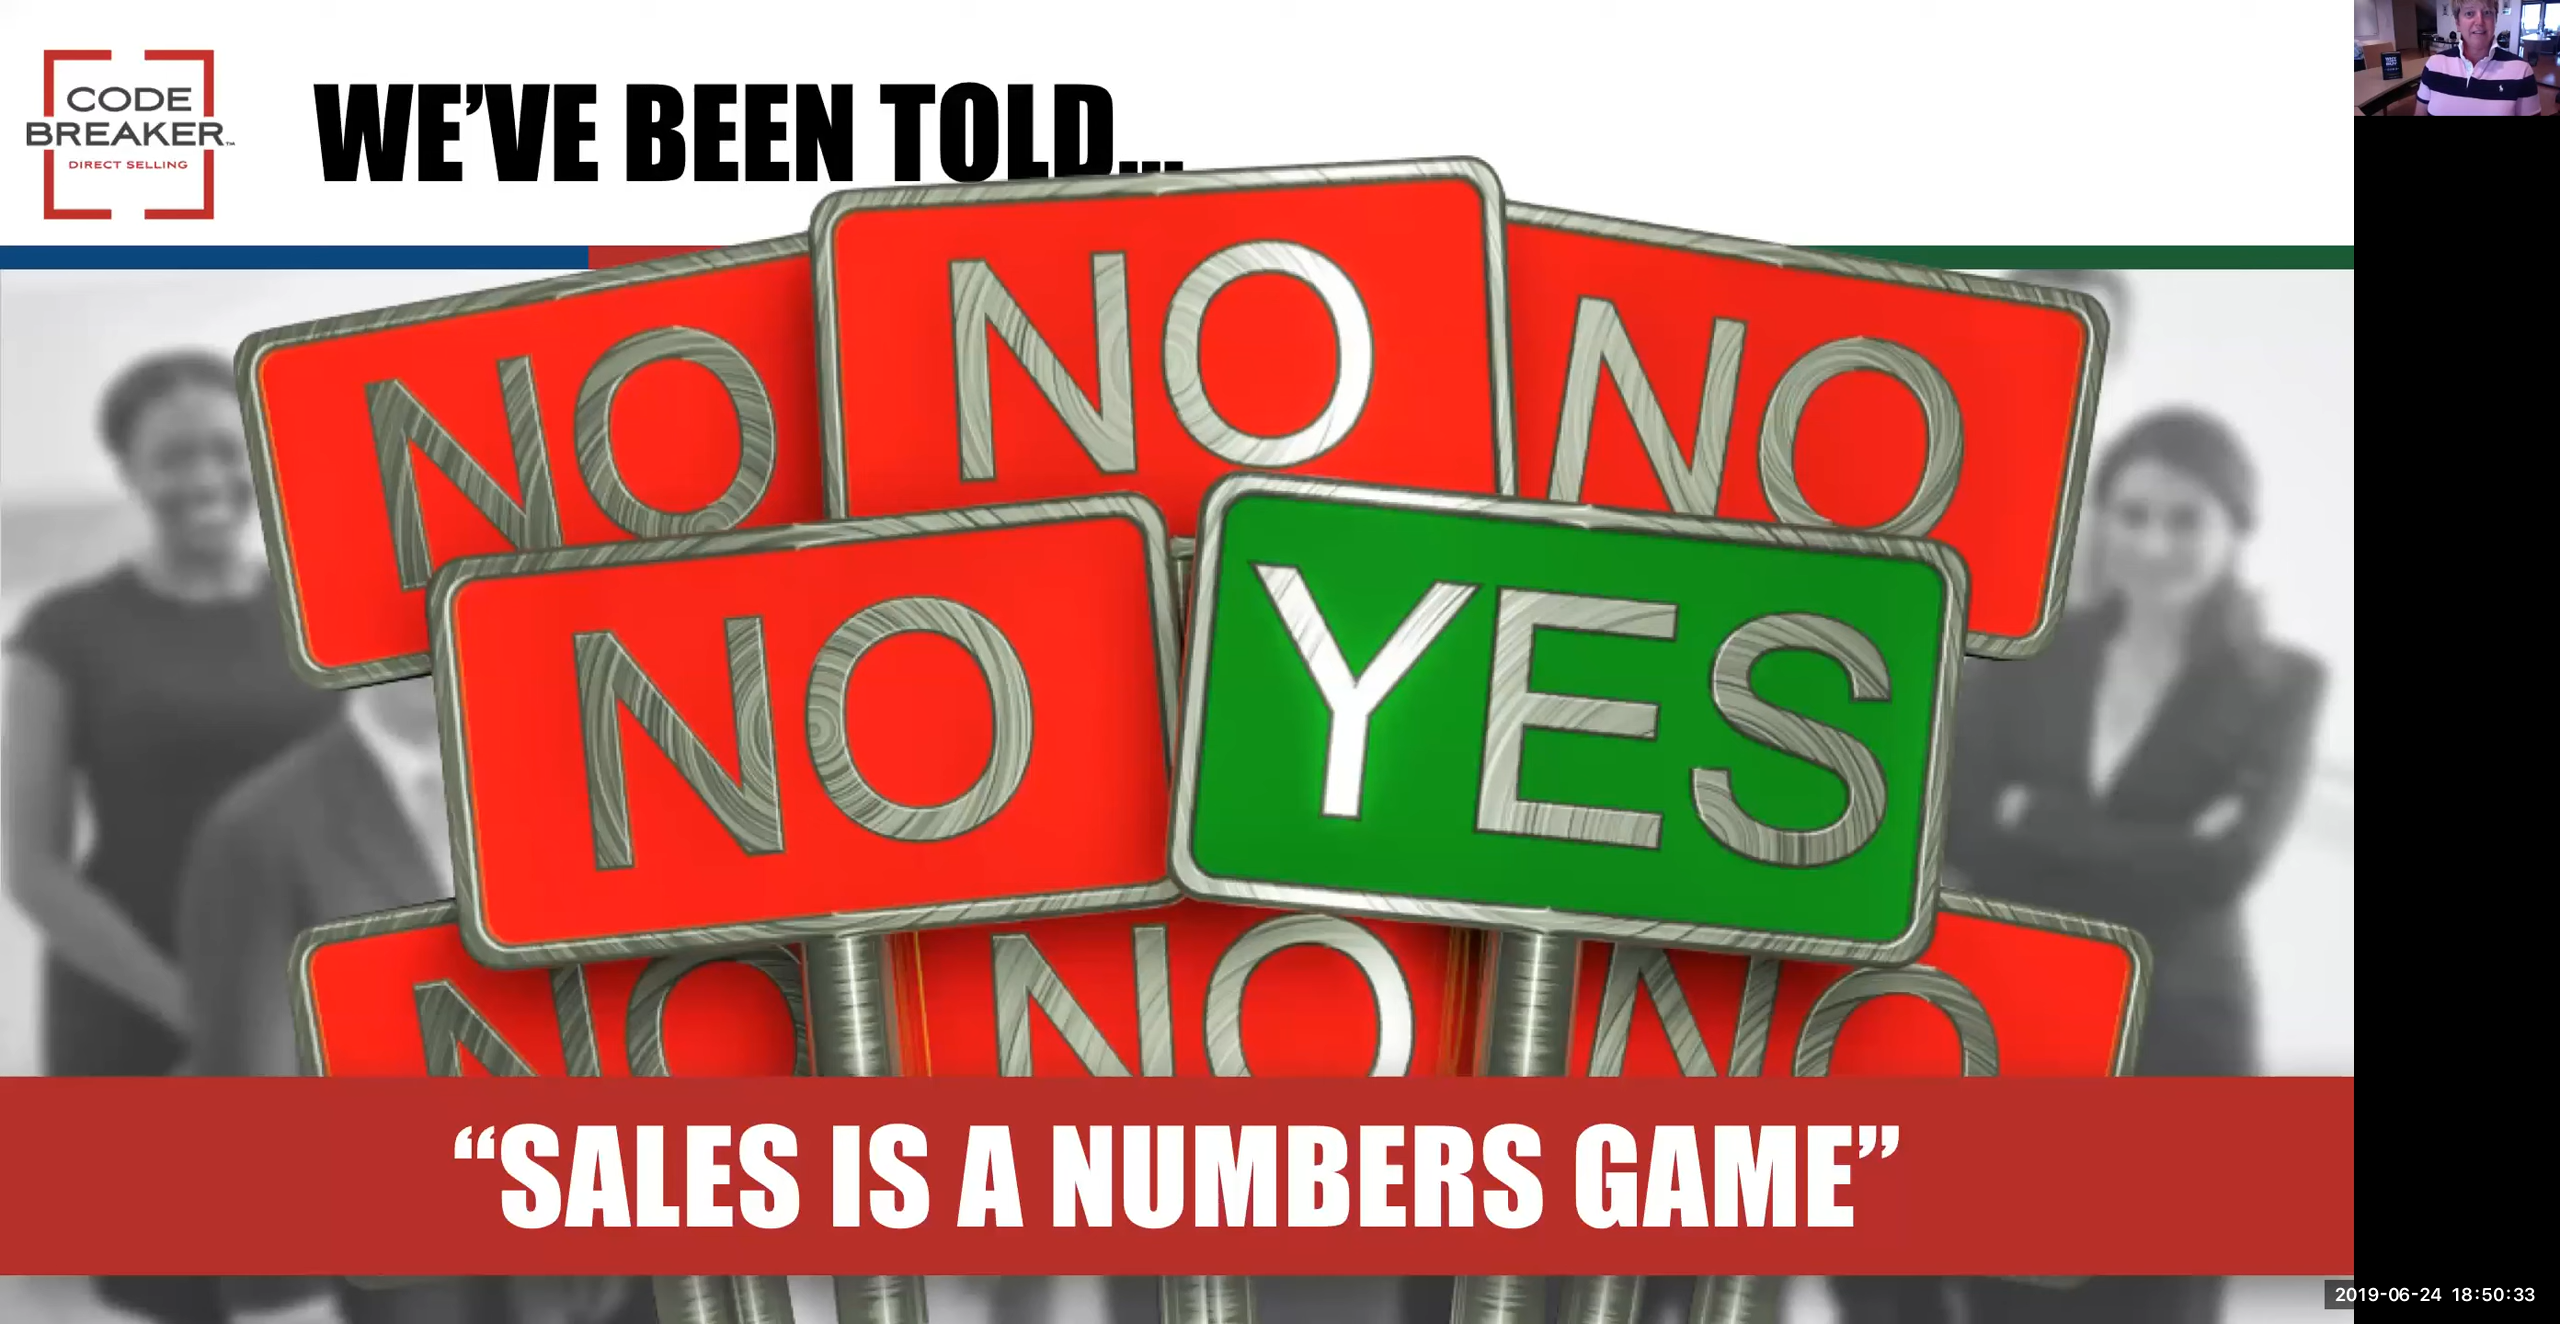 CODE
BREAKER™
DIRECT SELLING
WE’VE BEEN TOLD...
NO
NO
NO
NO
YES
NO
NO
NO
“SALES IS A NUMBERS GAME”
2019-06-24 18:50:33